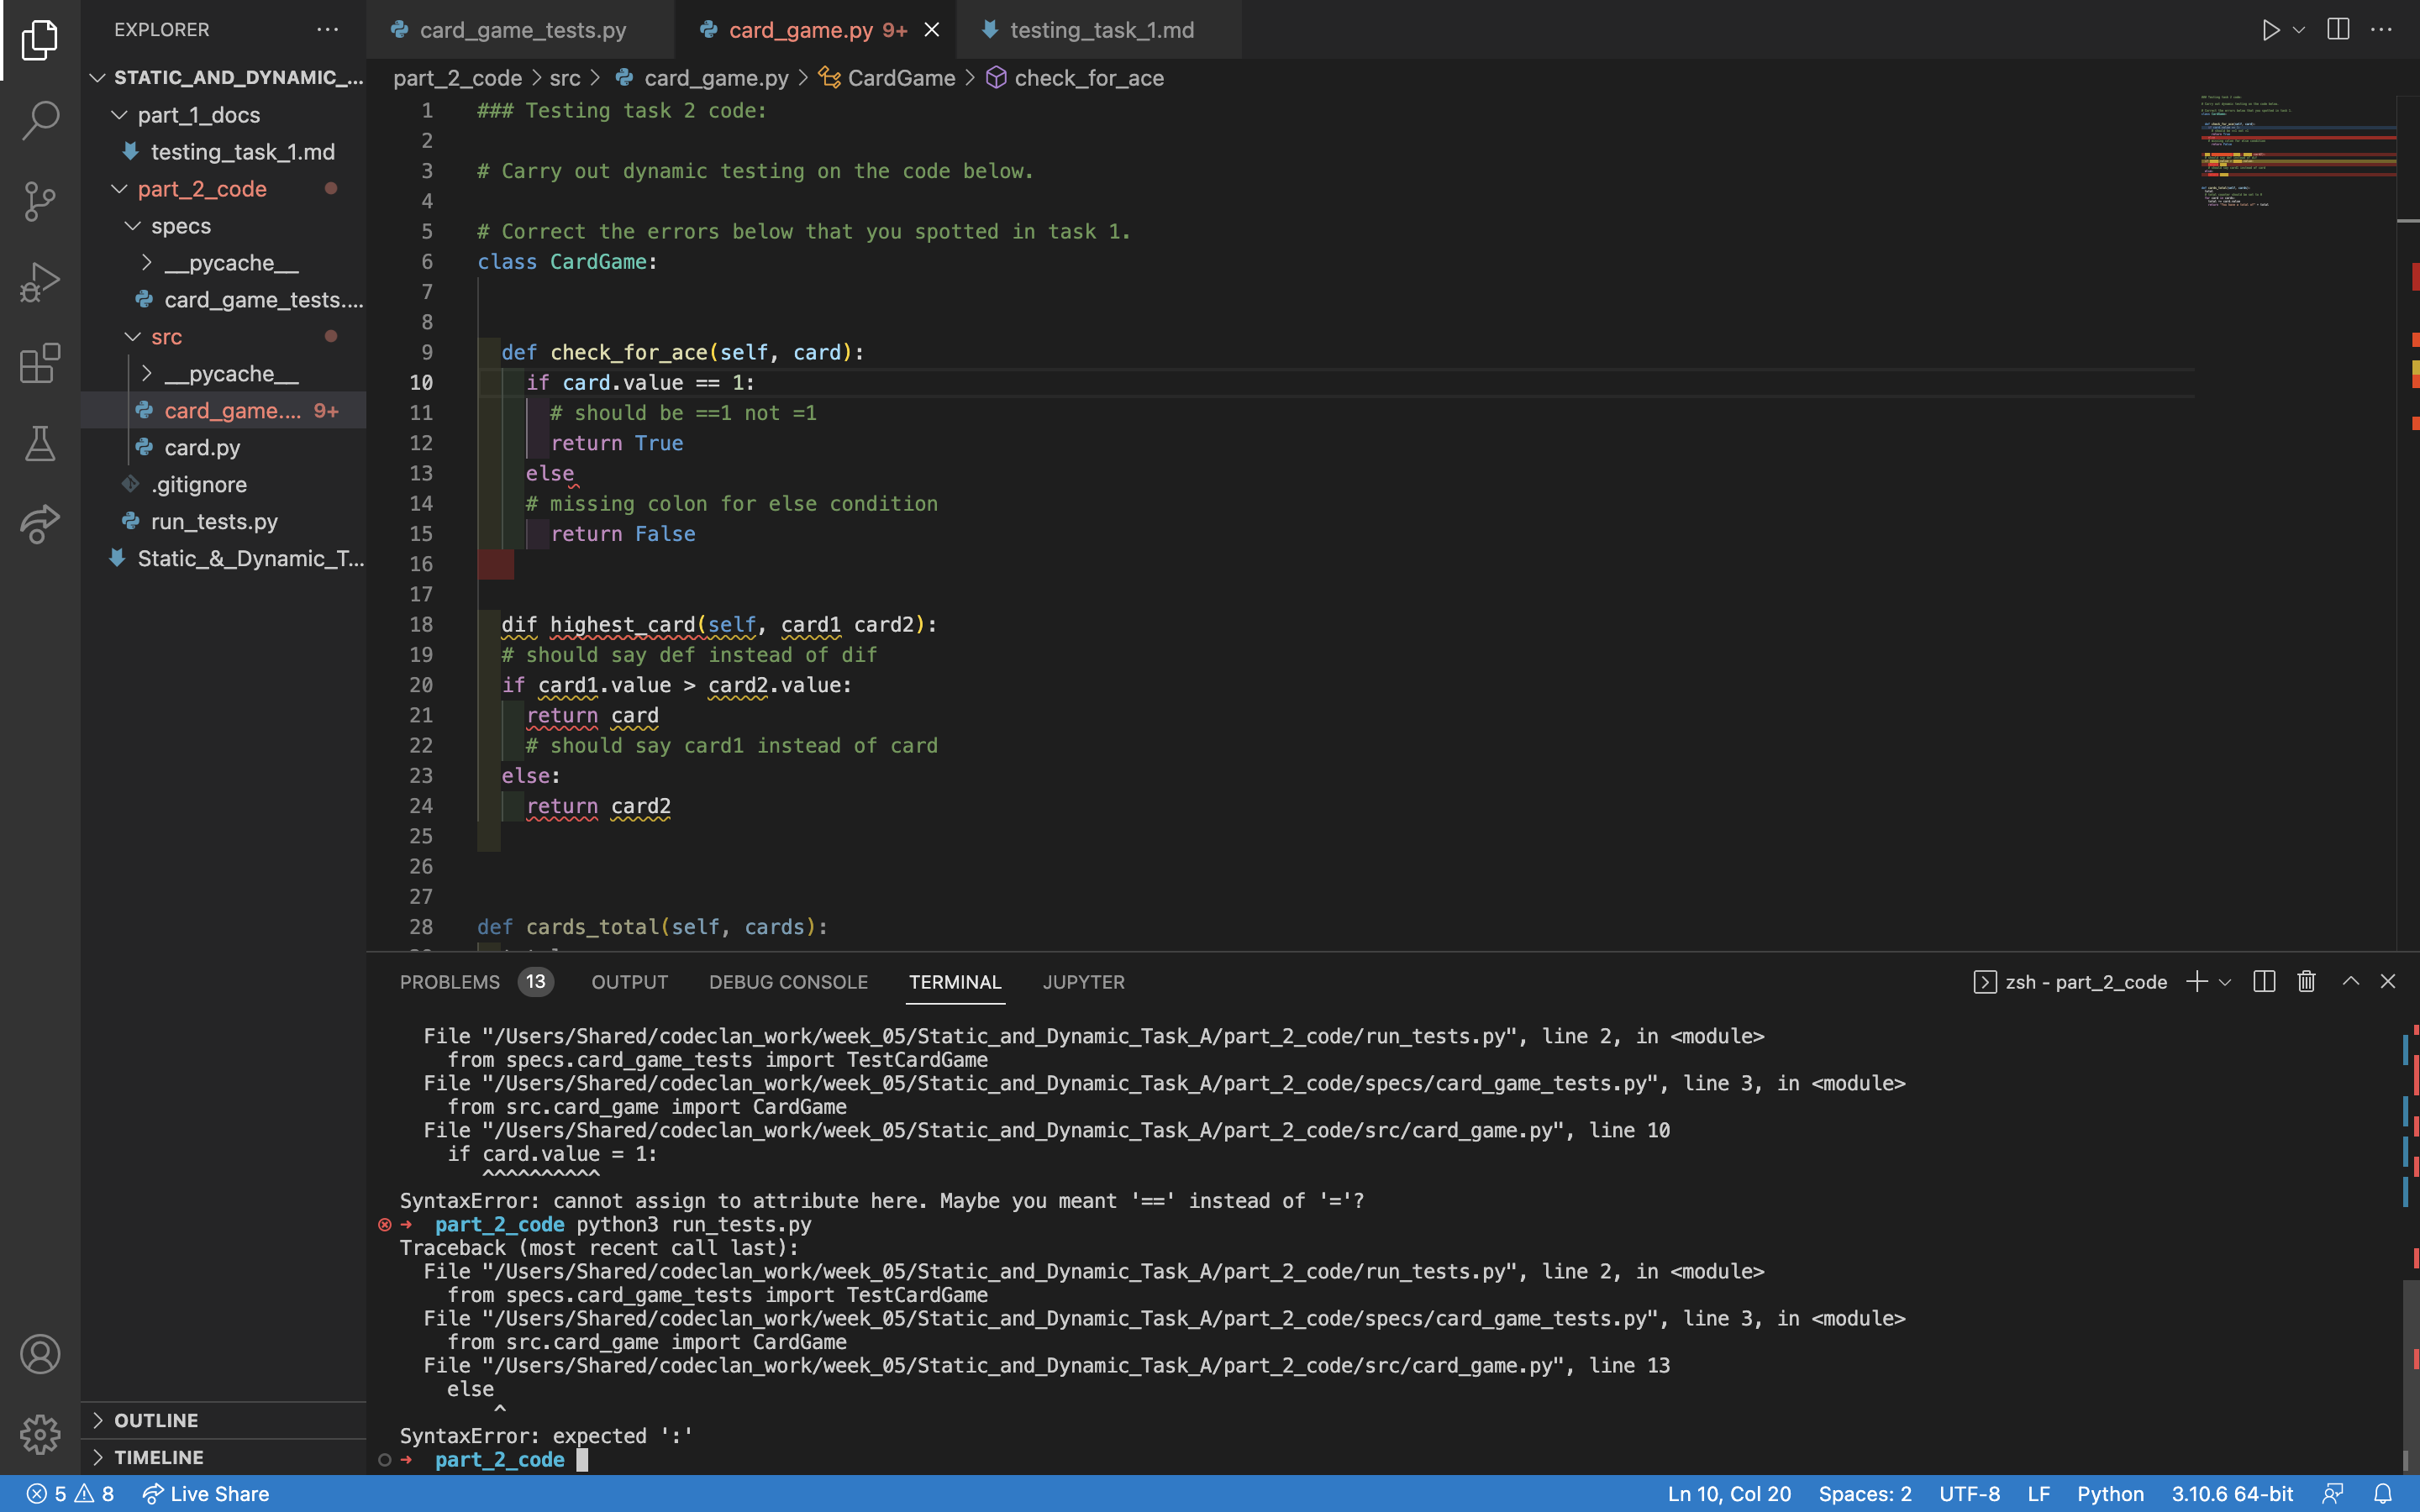 EXPLORER
STATIC_AND_DYNAMIC_...
part_1_docs
testing_task_1.md
part_2_code
specs
__pycache__
card_game_tests....
src
__pycache__
card_game.... 9+
card.py
.gitignore
run_tests.py
Static_&_Dynamic_T...
OUTLINE
TIMELINE
card_game_tests.py card_game.py 9+ testing_task_1.md
part_2_code > src > card_game.py > CardGame > check_for_ace
1 ### Testing task 2 code:
2
3 # Carry out dynamic testing on the code below.
4
5 # Correct the errors below that you spotted in task 1.
6 class CardGame:
7
8
9 def check_for_ace(self, card):
10 if card.value == 1:
11 # should be ==1 not =1
12 return True
13 else
14 # missing colon for else condition
15 return False
16
17
18 dif highest_card(self, card1 card2):
19 # should say def instead of dif
20 if card1.value > card2.value:
21 return card
22 # should say card1 instead of card
23 else:
24 return card2
25
26
27
28 def cards_total(self, cards):
PROBLEMS 13 OUTPUT DEBUG CONSOLE TERMINAL JUPYTER zsh - part_2_code
File "/Users/Shared/codeclan_work/week_05/Static_and_Dynamic_Task_A/part_2_code/run_tests.py", line 2, in <module>
from specs.card_game_tests import TestCardGame
File "/Users/Shared/codeclan_work/week_05/Static_and_Dynamic_Task_A/part_2_code/specs/card_game_tests.py", line 3, in <module>
from src.card_game import CardGame
File "/Users/Shared/codeclan_work/week_05/Static_and_Dynamic_Task_A/part_2_code/src/card_game.py", line 10
if card.value = 1:
^^^^^^^^^^
SyntaxError: cannot assign to attribute here. Maybe you meant '==' instead of '='?
→ part_2_code python3 run_tests.py
Traceback (most recent call last):
File "/Users/Shared/codeclan_work/week_05/Static_and_Dynamic_Task_A/part_2_code/run_tests.py", line 2, in <module>
from specs.card_game_tests import TestCardGame
File "/Users/Shared/codeclan_work/week_05/Static_and_Dynamic_Task_A/part_2_code/specs/card_game_tests.py", line 3, in <module>
from src.card_game import CardGame
File "/Users/Shared/codeclan_work/week_05/Static_and_Dynamic_Task_A/part_2_code/src/card_game.py", line 13
else
^
SyntaxError: expected ':'
→ part_2_code
5 8 Live Share Ln 10, Col 20 Spaces: 2 UTF-8 LF Python 3.10.6 64-bit